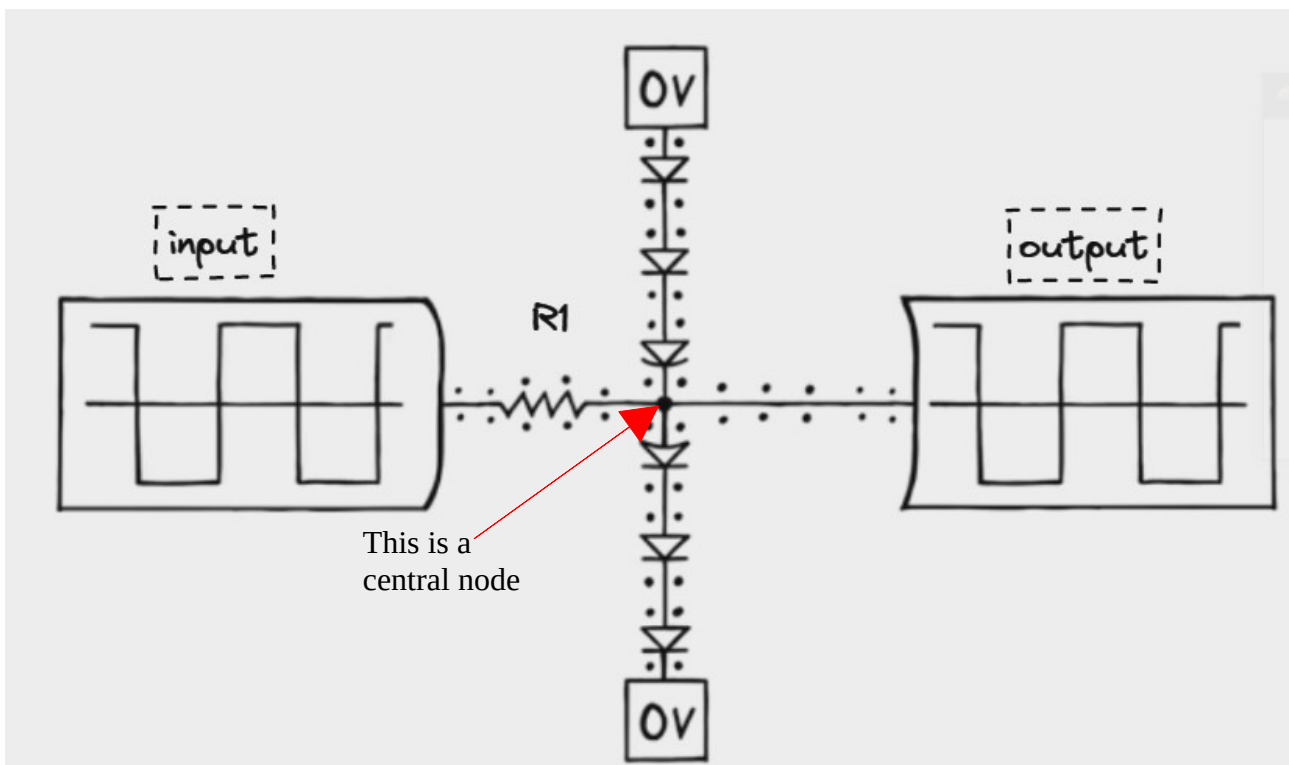 0V
input
output
R1
This is a
central node
0V